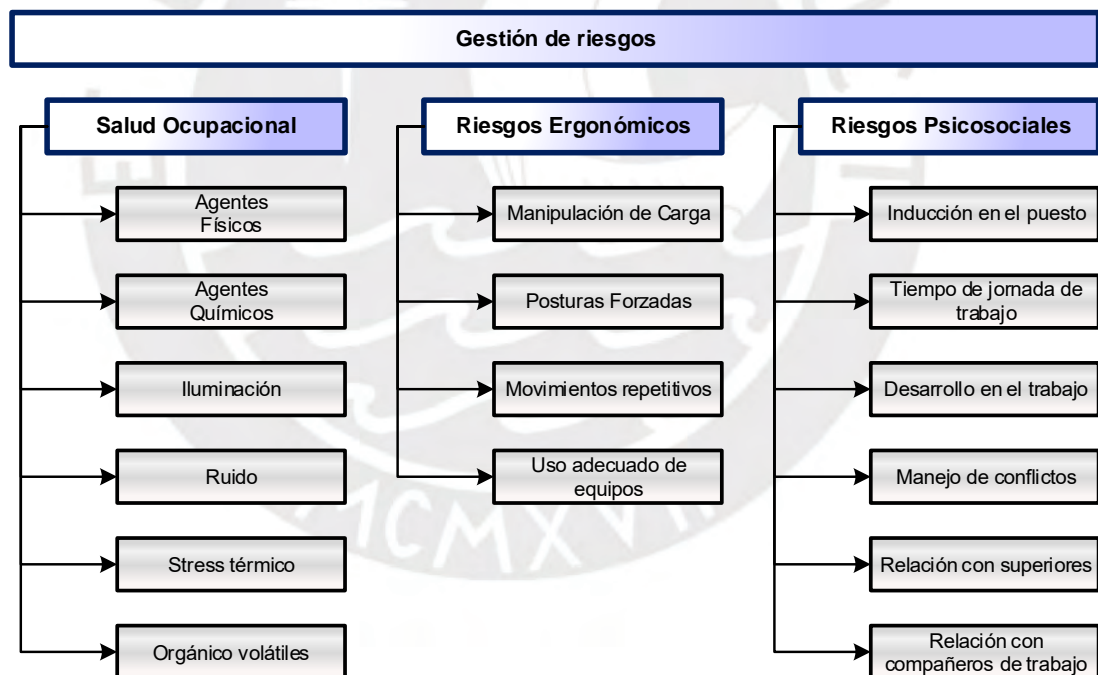 Gestión de riesgos
Salud Ocupacional
Agentes
Físicos
Agentes
Químicos
Iluminación
Ruido
Stress térmico
Orgánico volátiles
Riesgos Ergonómicos
Manipulación de Carga
Posturas Forzadas
Movimientos repetitivos
Uso adecuado de
equipos
Riesgos Psicosociales
Inducción en el puesto
Tiempo de jornada de
trabajo
Desarrollo en el trabajo
Manejo de conflictos
Relación con superiores
Relación con
compañeros de trabajo